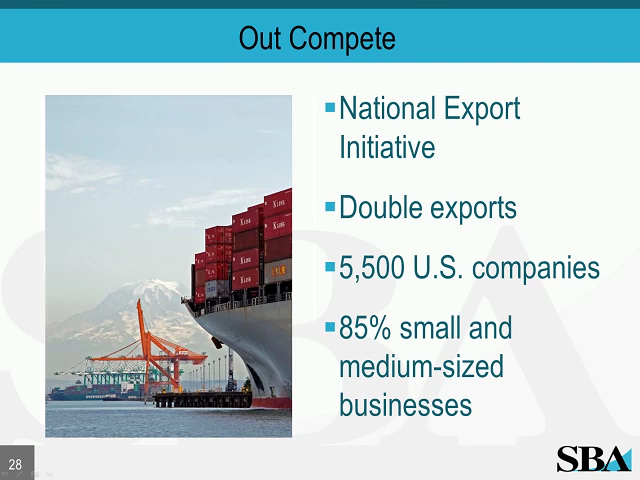 Out Compete
▪National Export
Initiative
▪Double exports
▪5,500 U.S. companies
▪85% small and
medium-sized
businesses
28
SBA